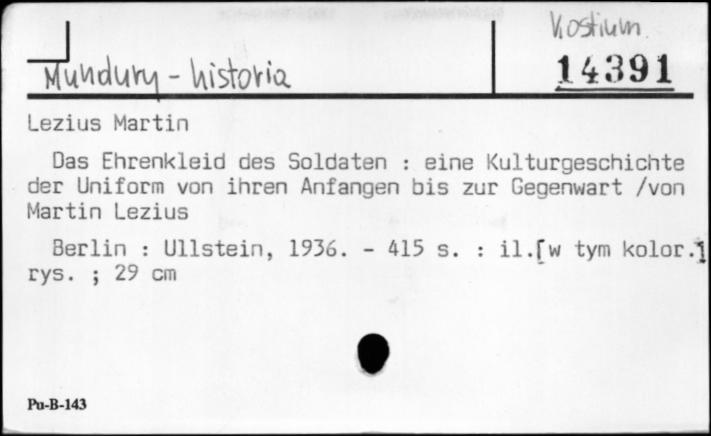 Kostium.
Mundury - historia
14391
Lezius Martin
Das Ehrenkleid des Soldaten : eine Kulturgeschichte
der Uniform von ihren Anfangen bis zur Gegenwart /von
Martin Lezius
Berlin : Ullstein, 1936. - 415 s. : il.[w tym kolor.]
rys. ; 29 cm
Pu-B-143